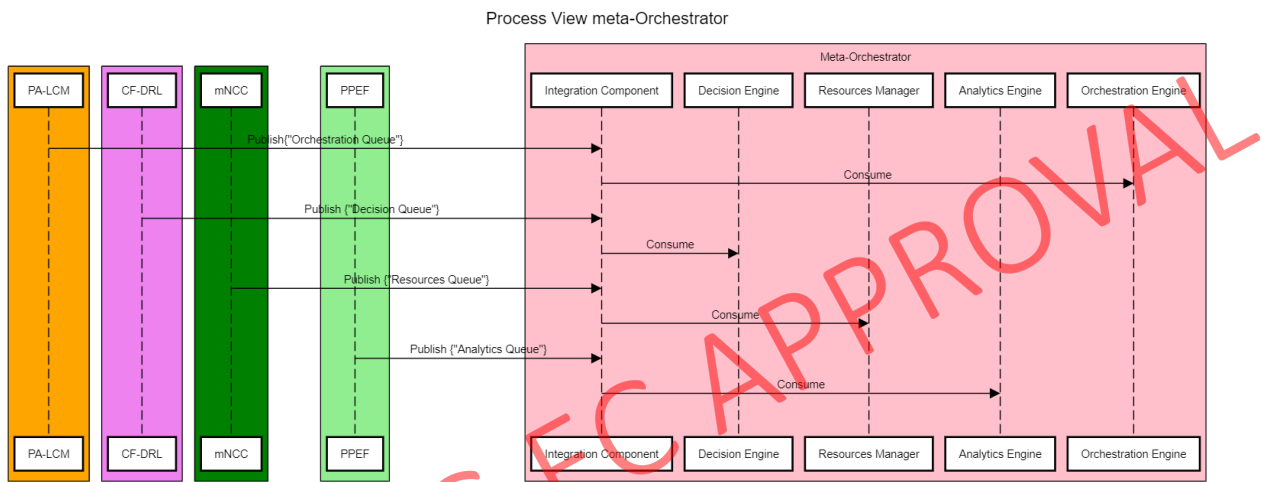 Process View meta-Orchestrator
Meta-Orchestrator
PA-LCM CF-DRL mNCC PPEF Integration Component Decision Engine Resources Manager Analytics Engine Orchestration Engine
Publish{"Orchestration Queue"}
Consume
Publish {"Decision Queue"}
Consume
Publish {"Resources Queue"}
Consume
Publish {"Analytics Queue"}
Consume
PA-LCM CF-DRL mNCC PPEF Integration Component Decision Engine Resources Manager Analytics Engine Orchestration Engine
APPROVAL